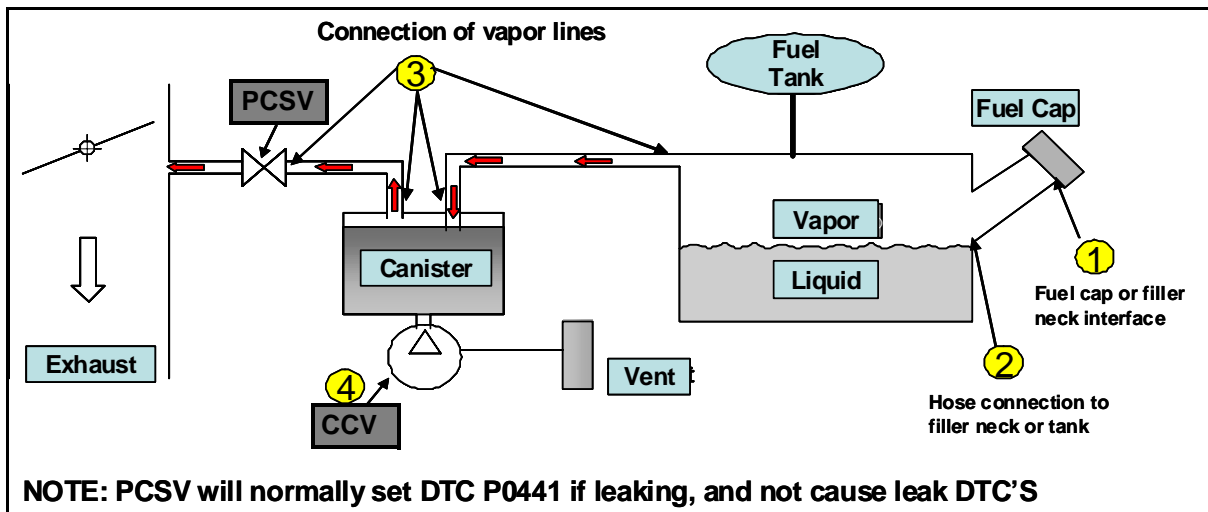 Connection of vapor lines
3
Fuel
Tank
PCSV
Fuel Cap
Vapor
Canister
Liquid
1
Fuel cap or filler
neck interface
Exhaust
Vent
2
4
CCV
Hose connection to
filler neck or tank
NOTE: PCSV will normally set DTC P0441 if leaking, and not cause leak DTC'S